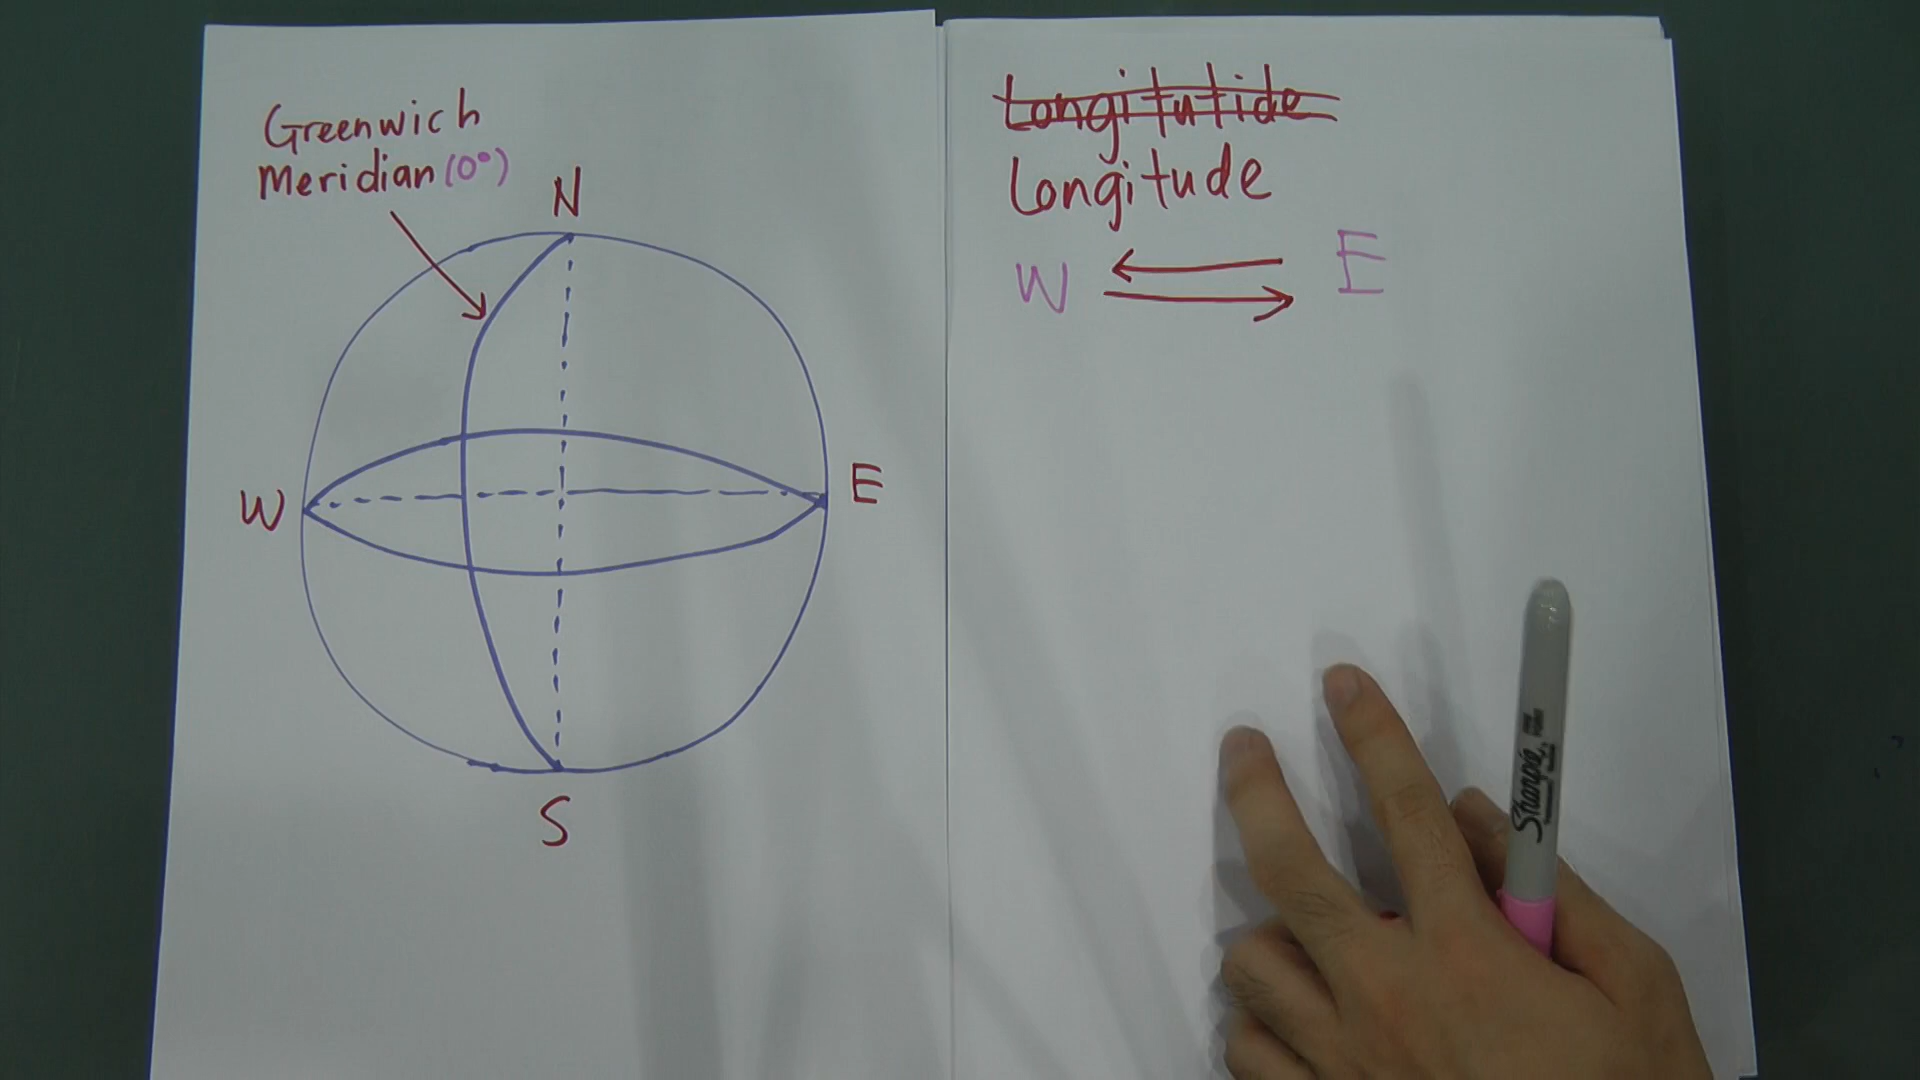 Greenwich
Meridian (0°)
N
W
E
S
Longitutide
Longitude
W
E
Sharpie